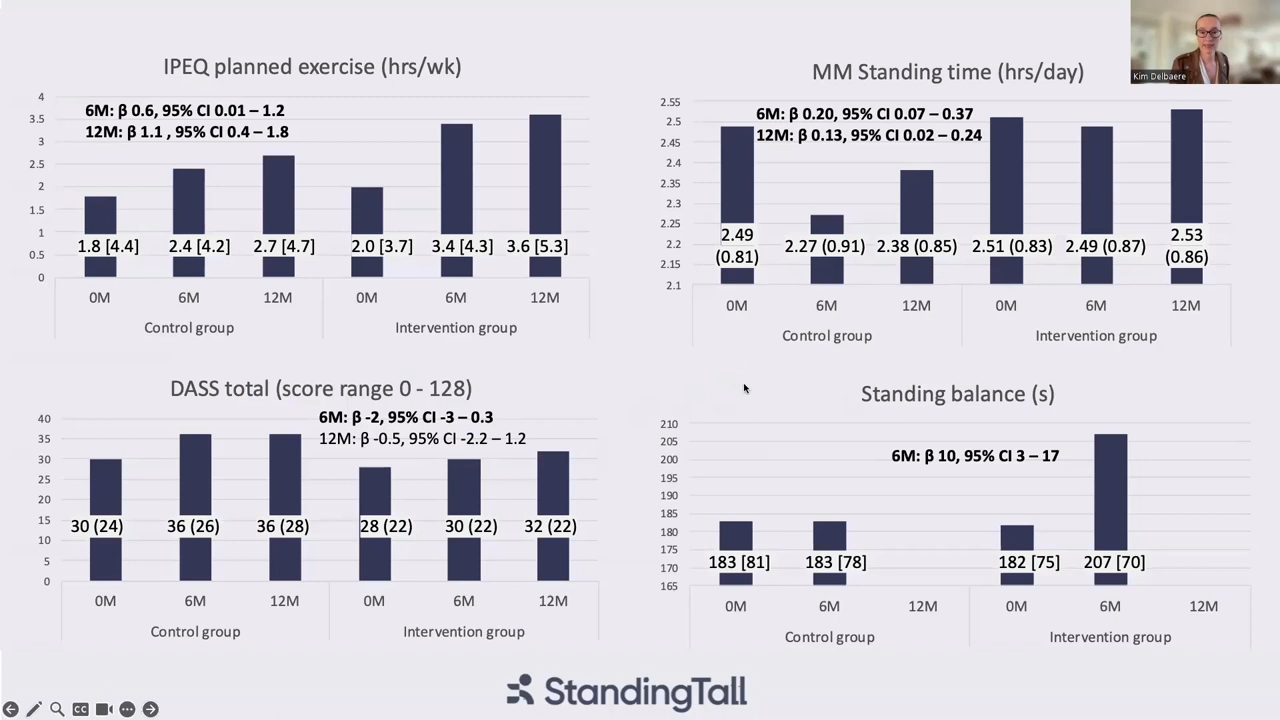 IPEQ planned exercise (hrs/wk)
6M: β 0.6, 95% CI 0.01 – 1.2
12M: β 1.1 , 95% CI 0.4 – 1.8
4
3.5
3
2.5
2
1.5
1
0.5
0
1.8 [4.4]
2.4 [4.2]
2.7 [4.7]
2.0 [3.7]
3.4 [4.3]
3.6 [5.3]
0M
6M
12M
0M
6M
12M
Control group
Intervention group
MM Standing time (hrs/day)
6M: β 0.20, 95% CI 0.07 – 0.37
12M: β 0.13, 95% CI 0.02 – 0.24
2.55
2.5
2.45
2.4
2.35
2.3
2.25
2.2
2.15
2.1
2.49
(0.81)
2.27 (0.91)
2.38 (0.85)
2.51 (0.83)
2.49 (0.87)
2.53
(0.86)
0M
6M
12M
0M
6M
12M
Control group
Intervention group
Kim Delbaere
DASS total (score range 0 - 128)
6M: β -2, 95% CI -3 – 0.3
12M: β -0.5, 95% CI -2.2 – 1.2
40
35
30
25
20
15
10
5
0
30 (24)
36 (26)
36 (28)
28 (22)
30 (22)
32 (22)
0M
6M
12M
0M
6M
12M
Control group
Intervention group
Standing balance (s)
6M: β 10, 95% CI 3 – 17
210
205
200
195
190
185
180
175
170
165
183 [81]
183 [78]
182 [75]
207 [70]
0M
6M
12M
0M
6M
12M
Control group
Intervention group
StandingTall
CC